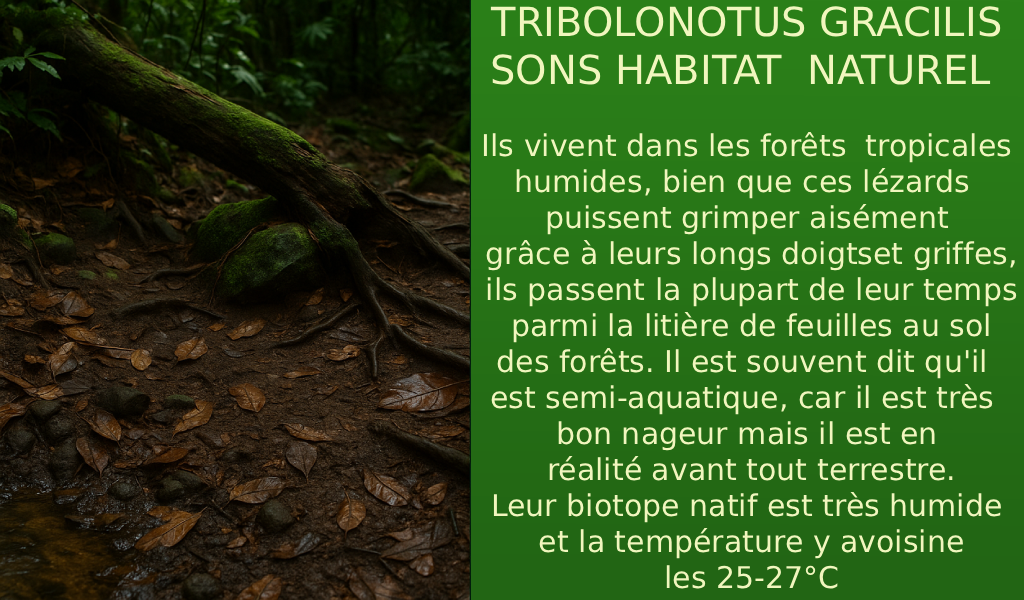 TRIBOLONOTUS GRACILIS
SONS HABITAT  NATUREL
Ils vivent dans les forêts  tropicales
humides, bien que ces lézards
puissent grimper aisément
grâce à leurs longs doigtset griffes,
ils passent la plupart de leur temps
parmi la litière de feuilles au sol
des forêts. Il est souvent dit qu'il
est semi-aquatique, car il est très
bon nageur mais il est en
réalité avant tout terrestre.
Leur biotope natif est très humide
et la température y avoisine
les 25-27°C